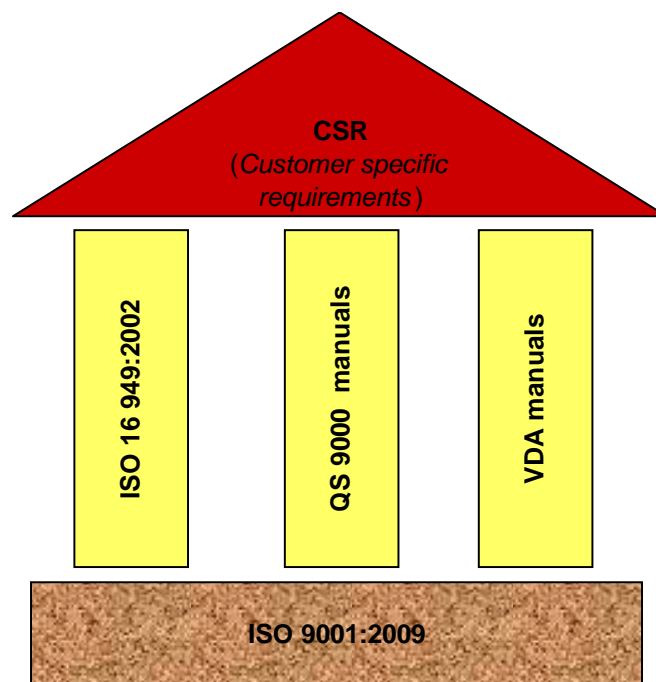 CSR
(Customer specific
requirements)
ISO 16 949:2002
QS 9000 manuals
VDA manuals
ISO 9001:2009